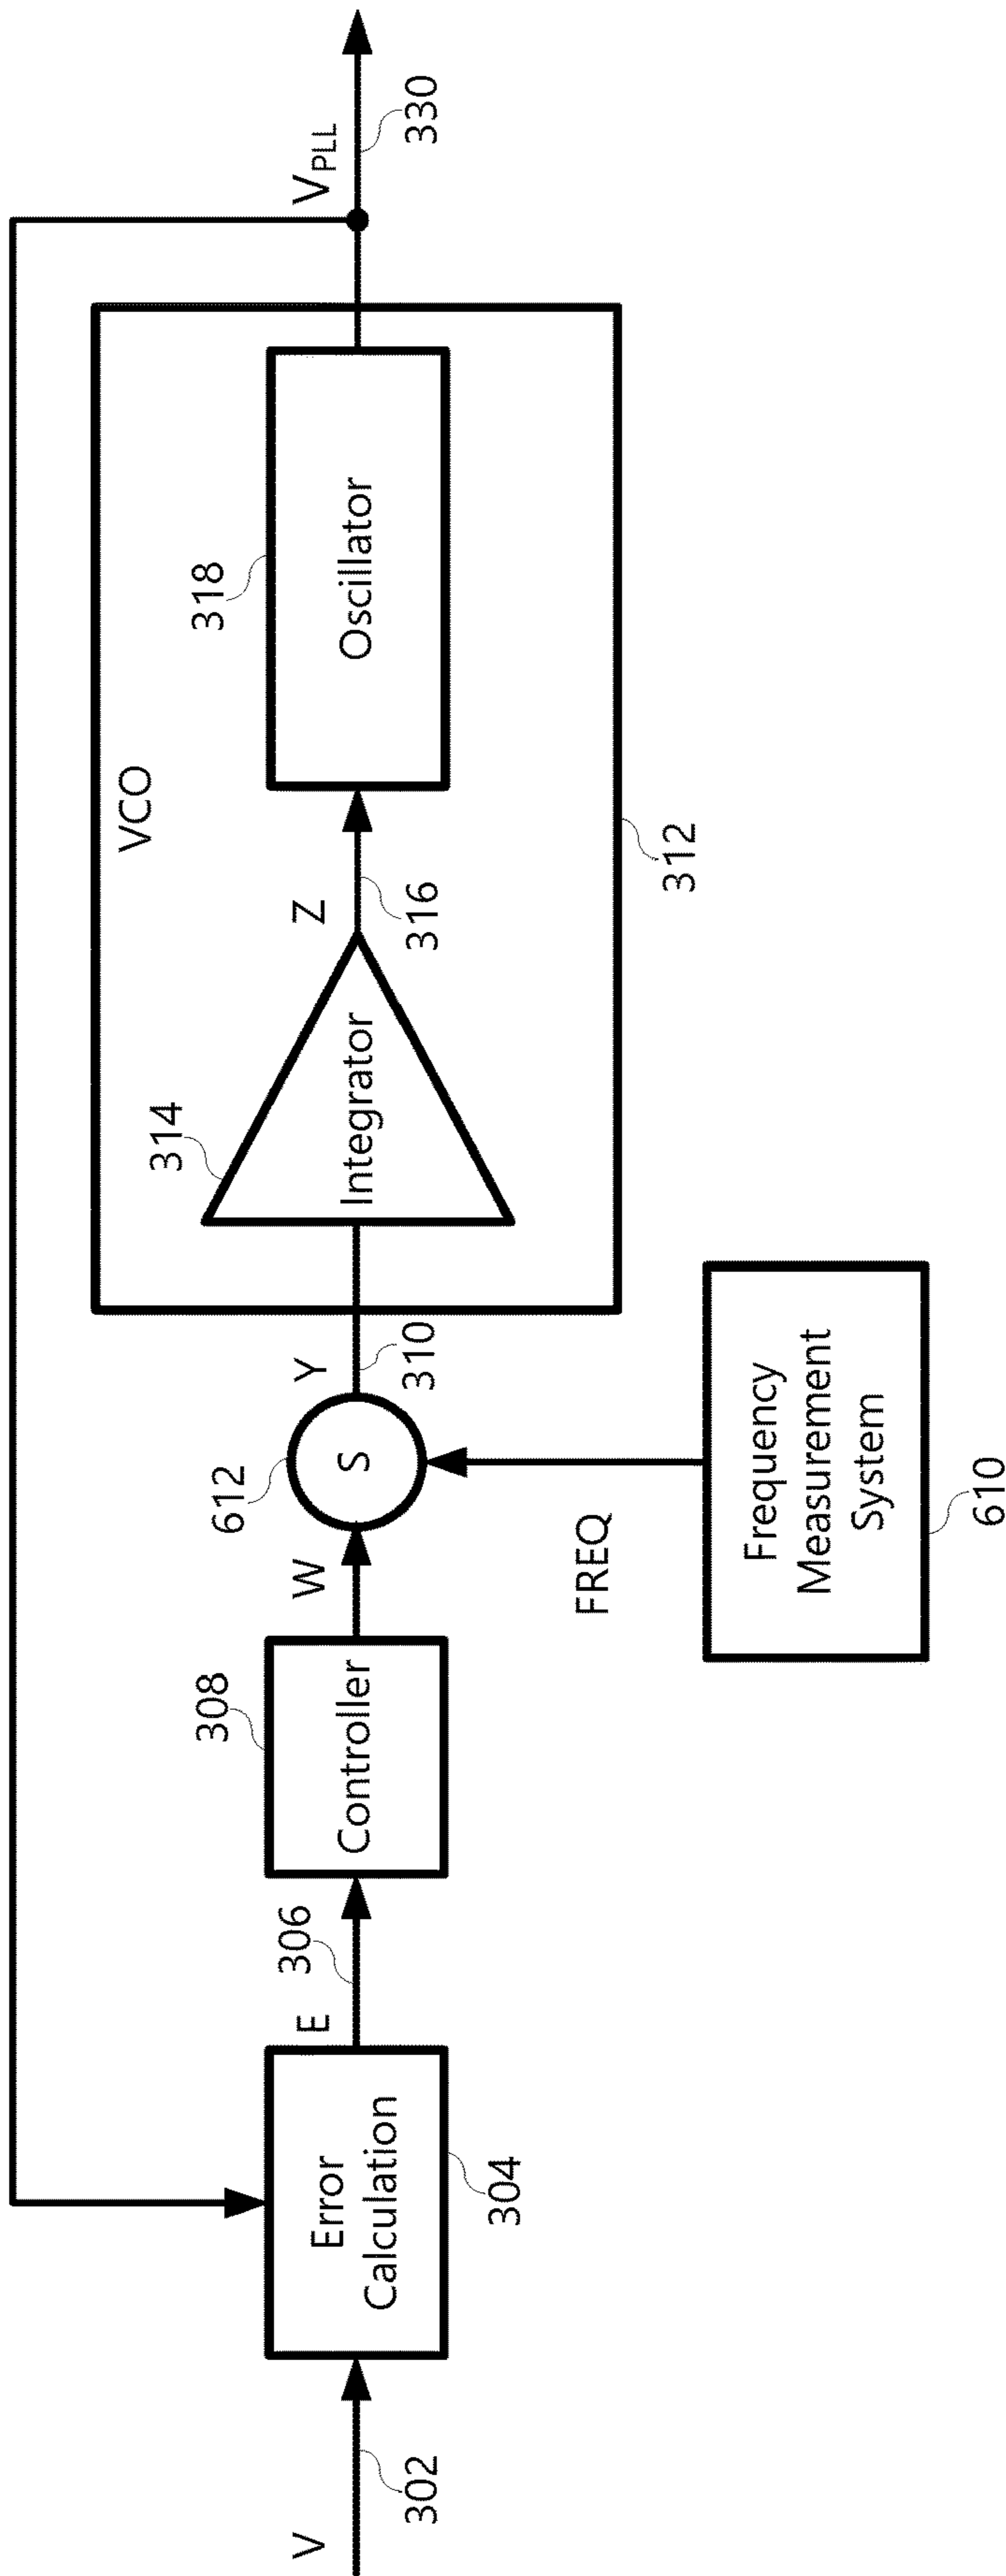 V
302
Error
Calculation
304
E
306
Controller
308
W
S
612
FREQ
Frequency
Measurement
System
610
Y
310
VCO
Integrator
314
Z
316
Oscillator
318
312
VPLL
330